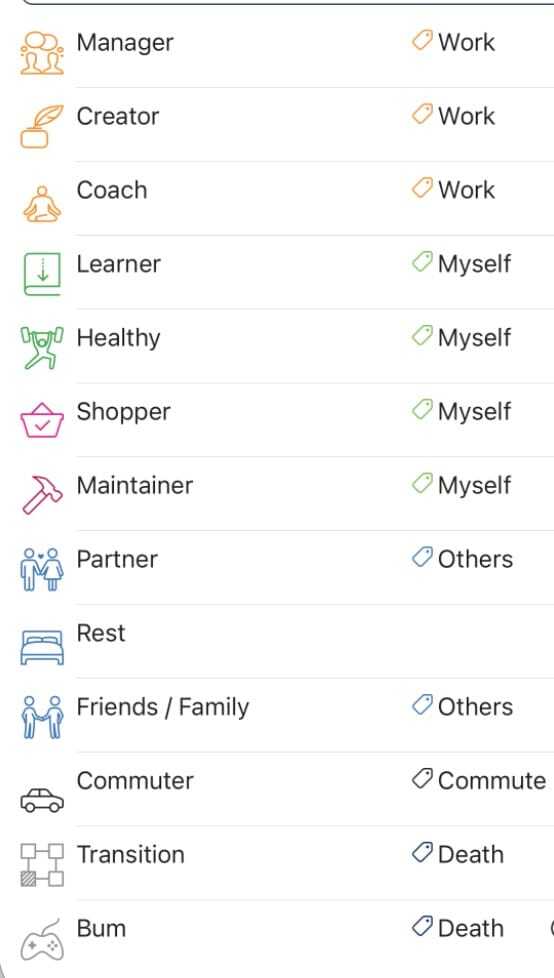 Manager Work
Creator Work
Coach Work
Learner Myself
Healthy Myself
Shopper Myself
Maintainer Myself
Partner Others
Rest
Friends / Family Others
Commuter Commute
Transition Death
Bum Death